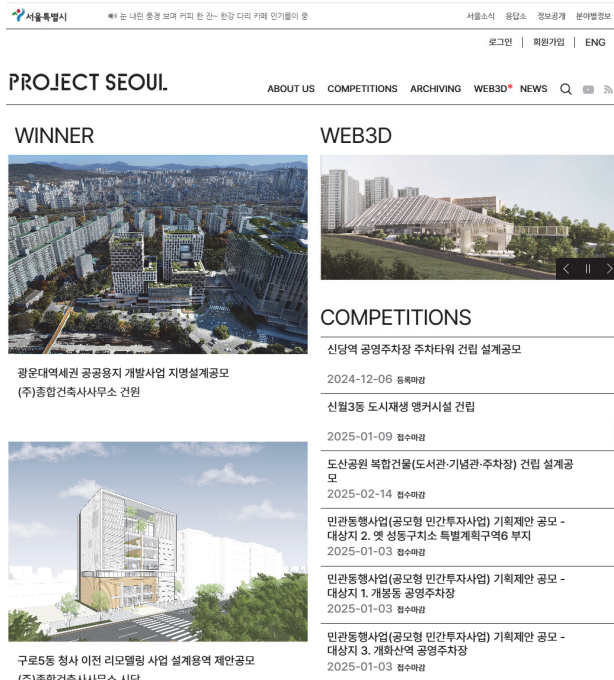 서울특별시
눈 내린 풍경 보며 커피 한 잔~ 한강 다리 카페 인기몰이 중
서울소식 응답소 정보공개 분야별정보
로그인 | 회원가입 | ENG
PROJECT SEOUL
ABOUT US COMPETITIONS ARCHIVING WEB3D* NEWS
WINNER
광운대역세권 공공용지 개발사업 지명설계공모
(주)종합건축사사무소 건원
구로5동 청사 이전 리모델링 사업 설계용역 제안공모
(주)종합건축사사무소 시담
WEB3D
COMPETITIONS
신당역 공영주차장 주차타워 건립 설계공모
2024-12-06 등록마감
신월3동 도시재생 앵커시설 건립
2025-01-09 접수마감
도산공원 복합건물(도서관·기념관·주차장) 건립 설계공
모
2025-02-14 접수마감
민관동행사업(공모형 민간투자사업) 기획제안 공모 -
대상지 2. 옛 성동구치소 특별계획구역6 부지
2025-01-03 접수마감
민관동행사업(공모형 민간투자사업) 기획제안 공모 -
대상지 1. 개봉동 공영주차장
2025-01-03 접수마감
민관동행사업(공모형 민간투자사업) 기획제안 공모 -
대상지 3. 개화산역 공영주차장
2025-01-03 접수마감